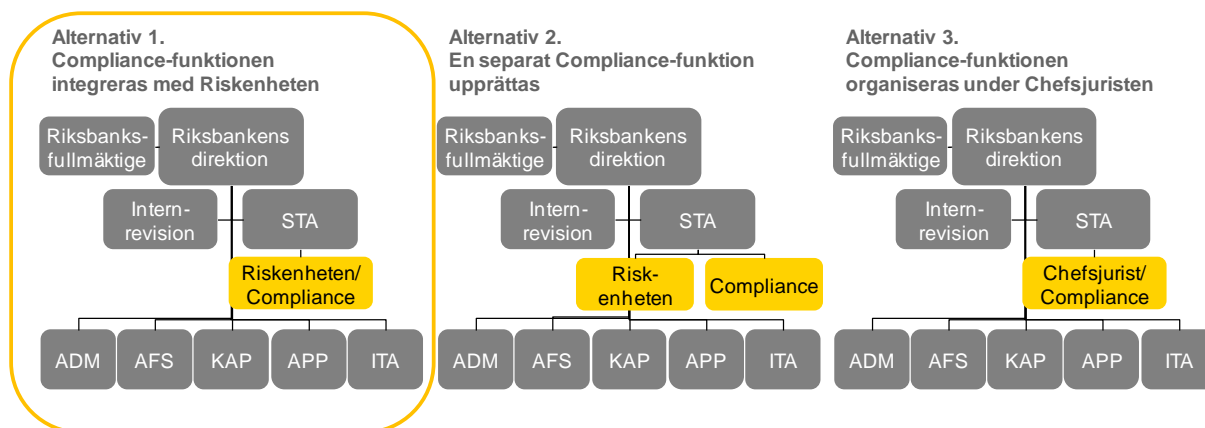 Alternativ 1.
Compliance-funktionen
integreras med Riskenheten
Riksbanks-
fullmäktige
Riksbankens
direktion
Intern-
revision
STA
Riskenheten/
Compliance
ADM
AFS
KAP
APP
ITA
Alternativ 2.
En separat Compliance-funktion
upprättas
Riksbanks-
fullmäktige
Riksbankens
direktion
Intern-
revision
STA
Risk-
enheten
Compliance
ADM
AFS
KAP
APP
ITA
Alternativ 3.
Compliance-funktionen
organiseras under Chefsjuristen
Riksbanks-
fullmäktige
Riksbankens
direktion
Intern-
revision
STA
Chefsjurist/
Compliance
ADM
AFS
KAP
APP
ITA